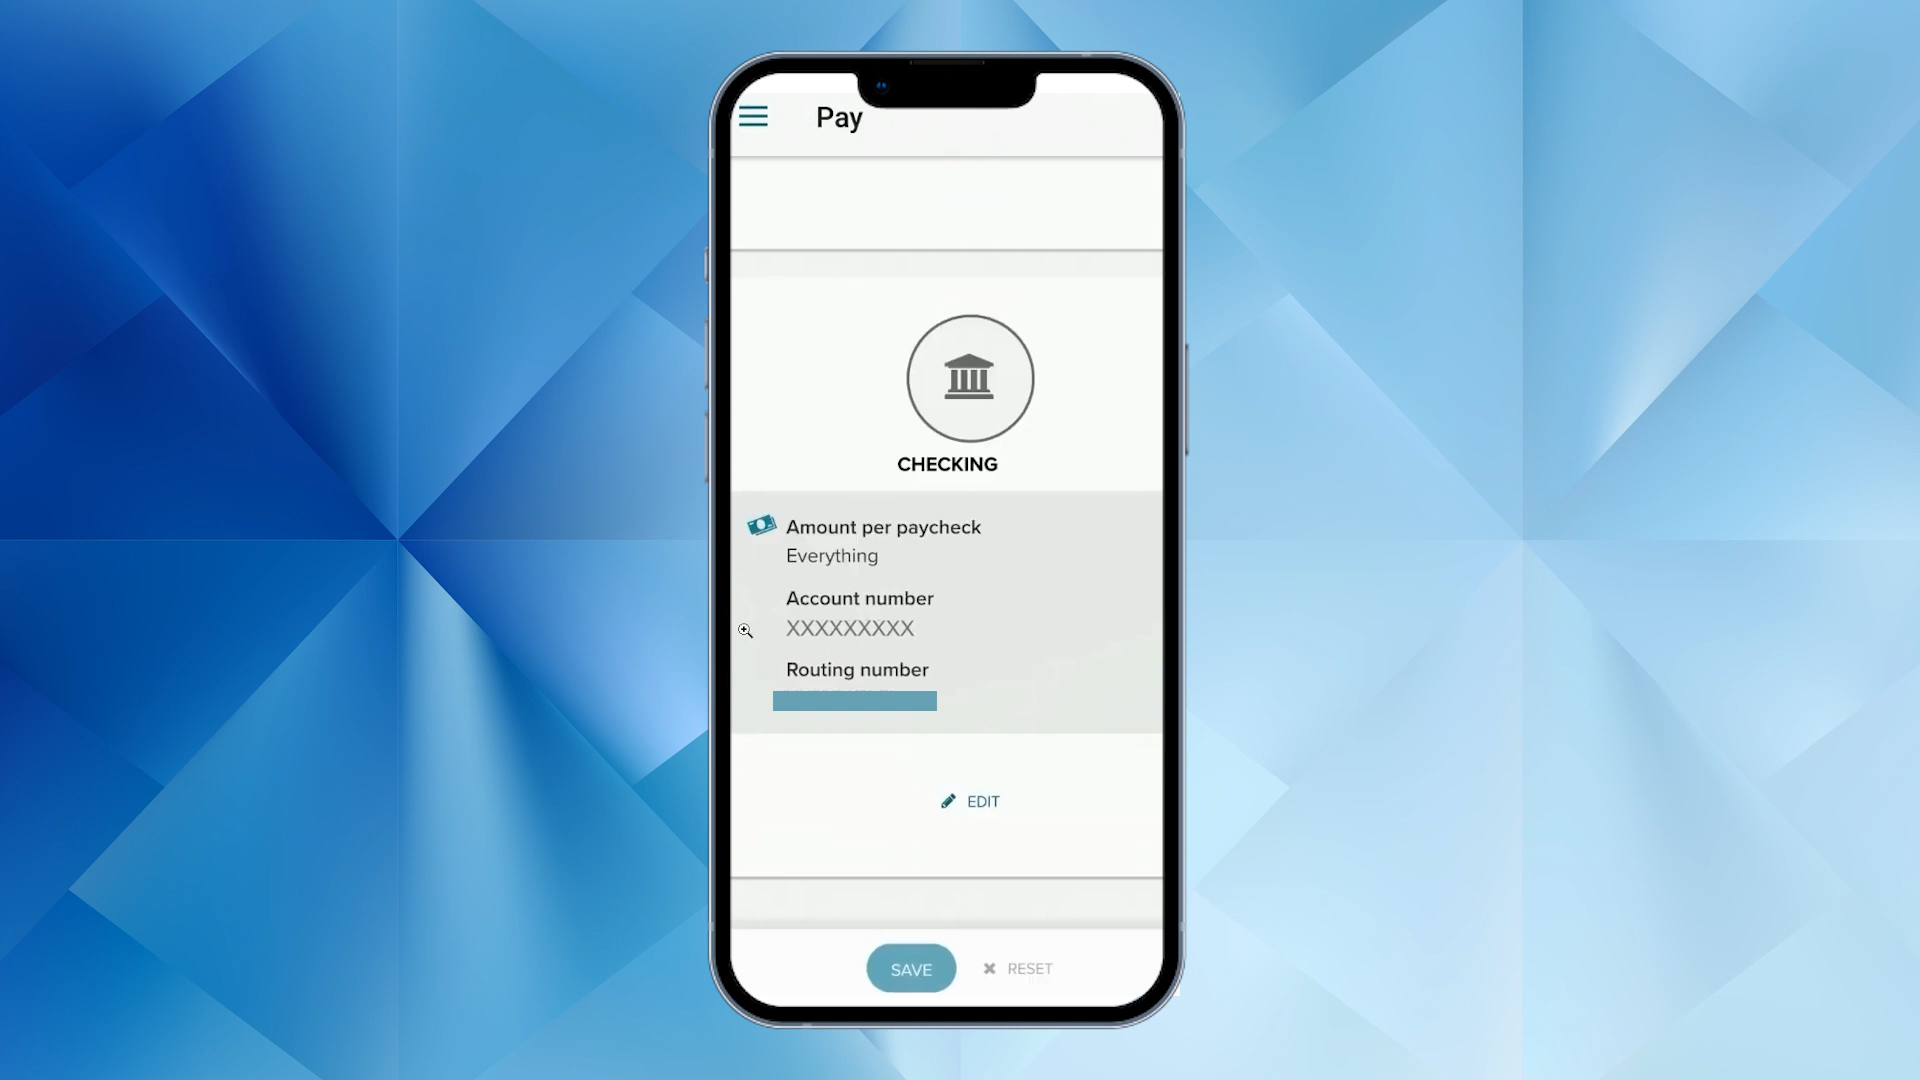 Pay
CHECKING
Amount per paycheck
Everything
Account number
XXXXXXXXX
Routing number
EDIT
SAVE
RESET